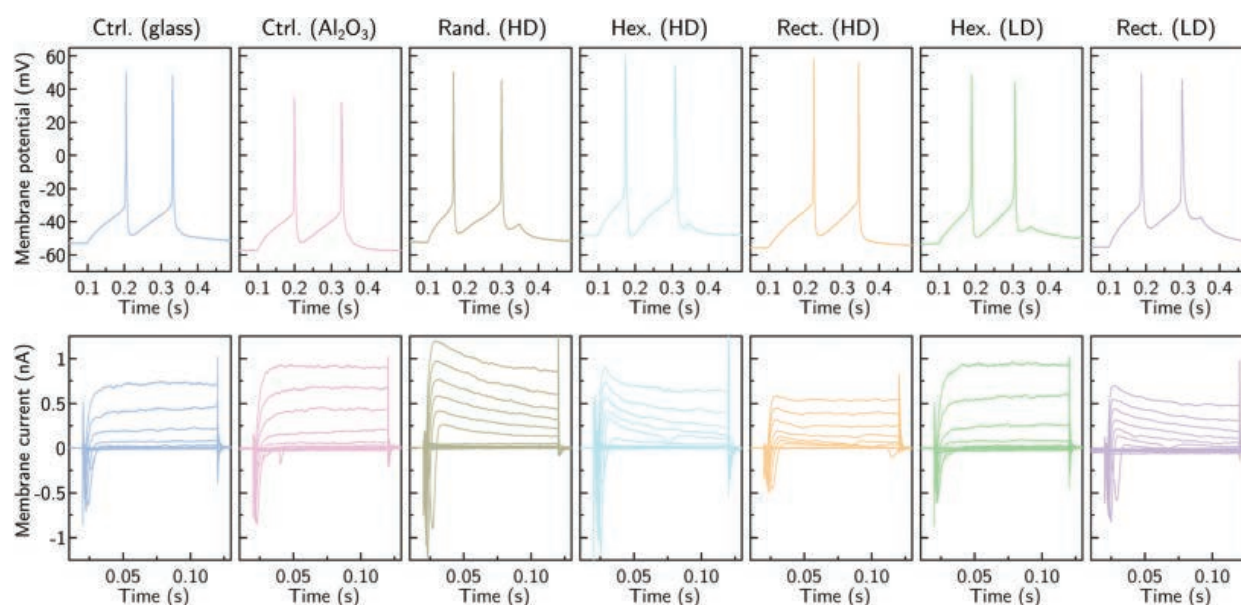 Ctrl. (glass) Ctrl. (Al₂O₃) Rand. (HD) Hex. (HD) Rect. (HD) Hex. (LD) Rect. (LD)
Membrane potential (mV)
60
40
20
0
-20
-40
-60
0.1 0.2 0.3 0.4 0.1 0.2 0.3 0.4 0.1 0.2 0.3 0.4 0.1 0.2 0.3 0.4 0.1 0.2 0.3 0.4 0.1 0.2 0.3 0.4 0.1 0.2 0.3 0.4
Time (s) Time (s) Time (s) Time (s) Time (s) Time (s) Time (s)
Membrane current (nA)
1
0.5
0
-0.5
-1
0.05 0.10 0.05 0.10 0.05 0.10 0.05 0.10 0.05 0.10 0.05 0.10 0.05 0.10
Time (s) Time (s) Time (s) Time (s) Time (s) Time (s) Time (s)